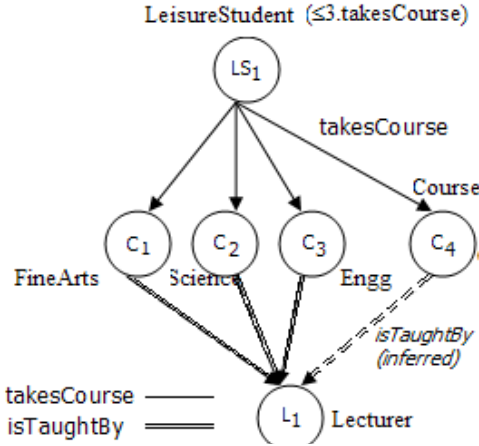 LeisureStudent (≤3.takesCourse)
LS1
takesCourse
Course
C1 C2 C3 C4
FineArts Science Engg
isTaughtBy
(inferred)
takesCourse
L1 Lecturer
isTaughtBy